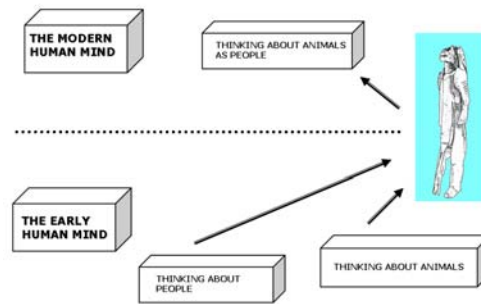 THE MODERN
HUMAN MIND
THINKING ABOUT ANIMALS
AS PEOPLE
THE EARLY
HUMAN MIND
THINKING ABOUT
PEOPLE
THINKING ABOUT ANIMALS